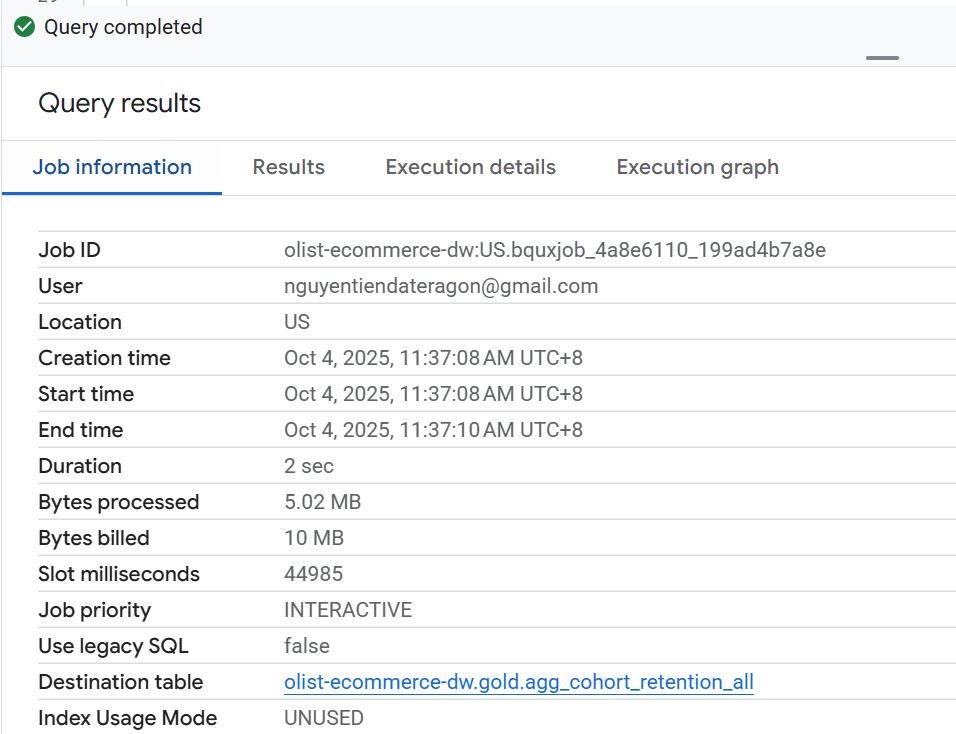 Query completed
Query results
Job information Results Execution details Execution graph
Job ID olist-ecommerce-dw:US.bquxjob_4a8e6110_199ad4b7a8e
User nguyentiendateragon@gmail.com
Location US
Creation time Oct 4, 2025, 11:37:08 AM UTC+8
Start time Oct 4, 2025, 11:37:08 AM UTC+8
End time Oct 4, 2025, 11:37:10 AM UTC+8
Duration 2 sec
Bytes processed 5.02 MB
Bytes billed 10 MB
Slot milliseconds 44985
Job priority INTERACTIVE
Use legacy SQL false
Destination table olist-ecommerce-dw.gold.agg_cohort_retention_all
Index Usage Mode UNUSED